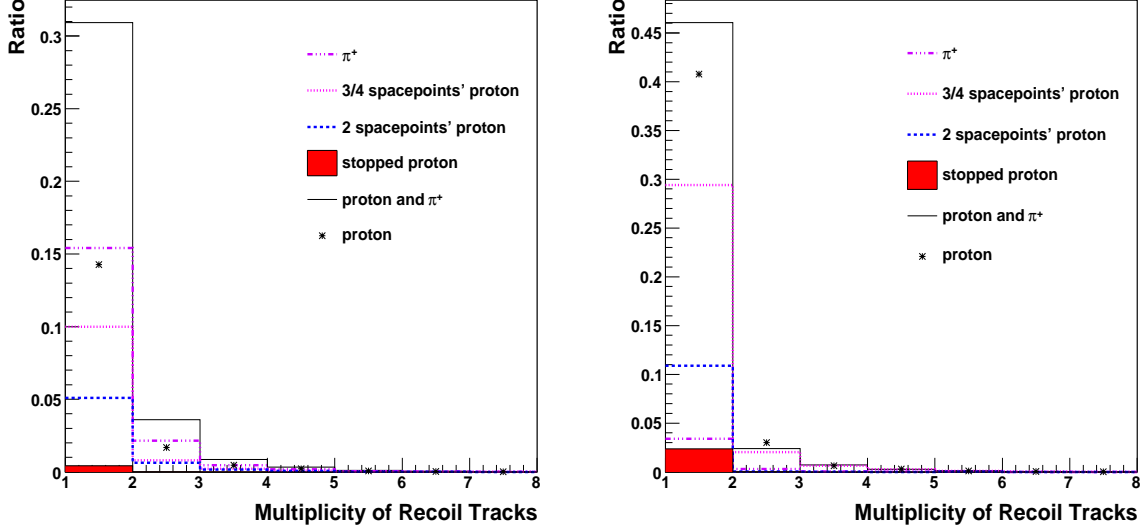 Ratio
0.3
0.25
0.2
0.15
0.1
0.05
0
π+
3/4 spacepoints’ proton
2 spacepoints’ proton
stopped proton
proton and π+
proton
1 2 3 4 5 6 7 8
Multiplicity of Recoil Tracks
Ratio
0.45
0.4
0.35
0.3
0.25
0.2
0.15
0.1
0.05
0
π+
3/4 spacepoints’ proton
2 spacepoints’ proton
stopped proton
proton and π+
proton
1 2 3 4 5 6 7 8
Multiplicity of Recoil Tracks